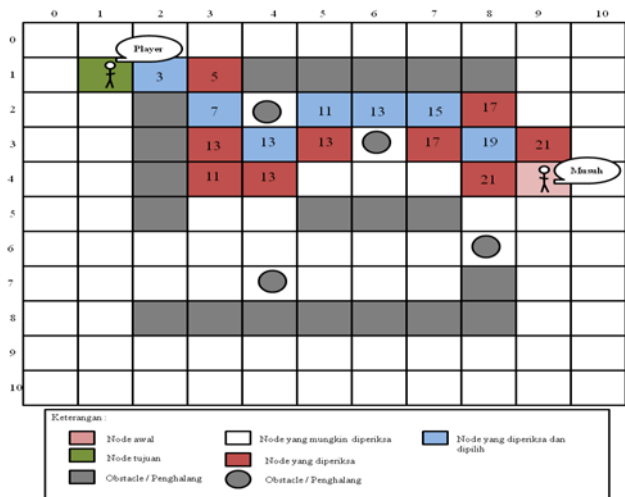 0 1 2 3 4 5 6 7 8 9 10
0
Player
1 3 5
2 7 11 13 15 17
3 13 13 13 17 19 21
Musuh
4 11 13 21
5
6
7
8
9
10
Keterangan :
Node awal Node yang mungkin diperiksa Node yang diperiksa dan
dipilih
Node tujuan Node yang diperiksa
Obstacle / Penghalang Obstacle / Penghalang